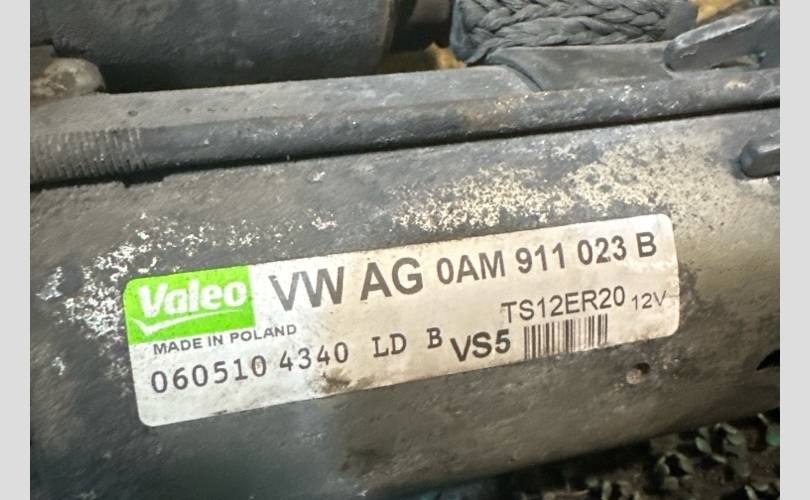 Valeo VW AG 0AM 911 023 B
MADE IN POLAND TS12ER20 12V
060510 4340 LD B VS5